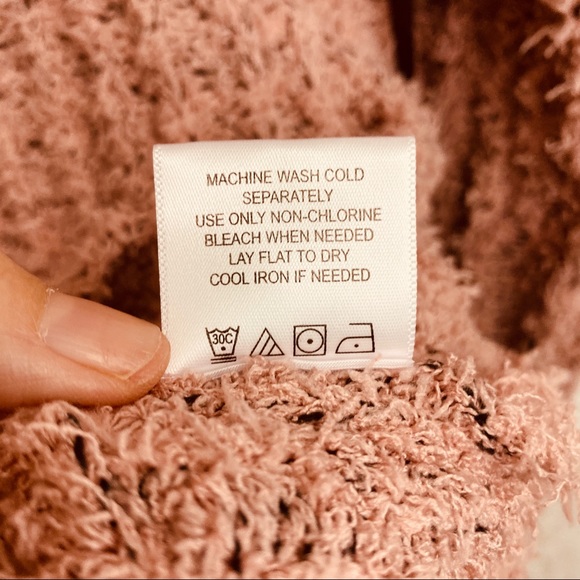 MACHINE WASH COLD
SEPARATELY
USE ONLY NON-CHLORINE
BLEACH WHEN NEEDED
LAY FLAT TO DRY
COOL IRON IF NEEDED
30C